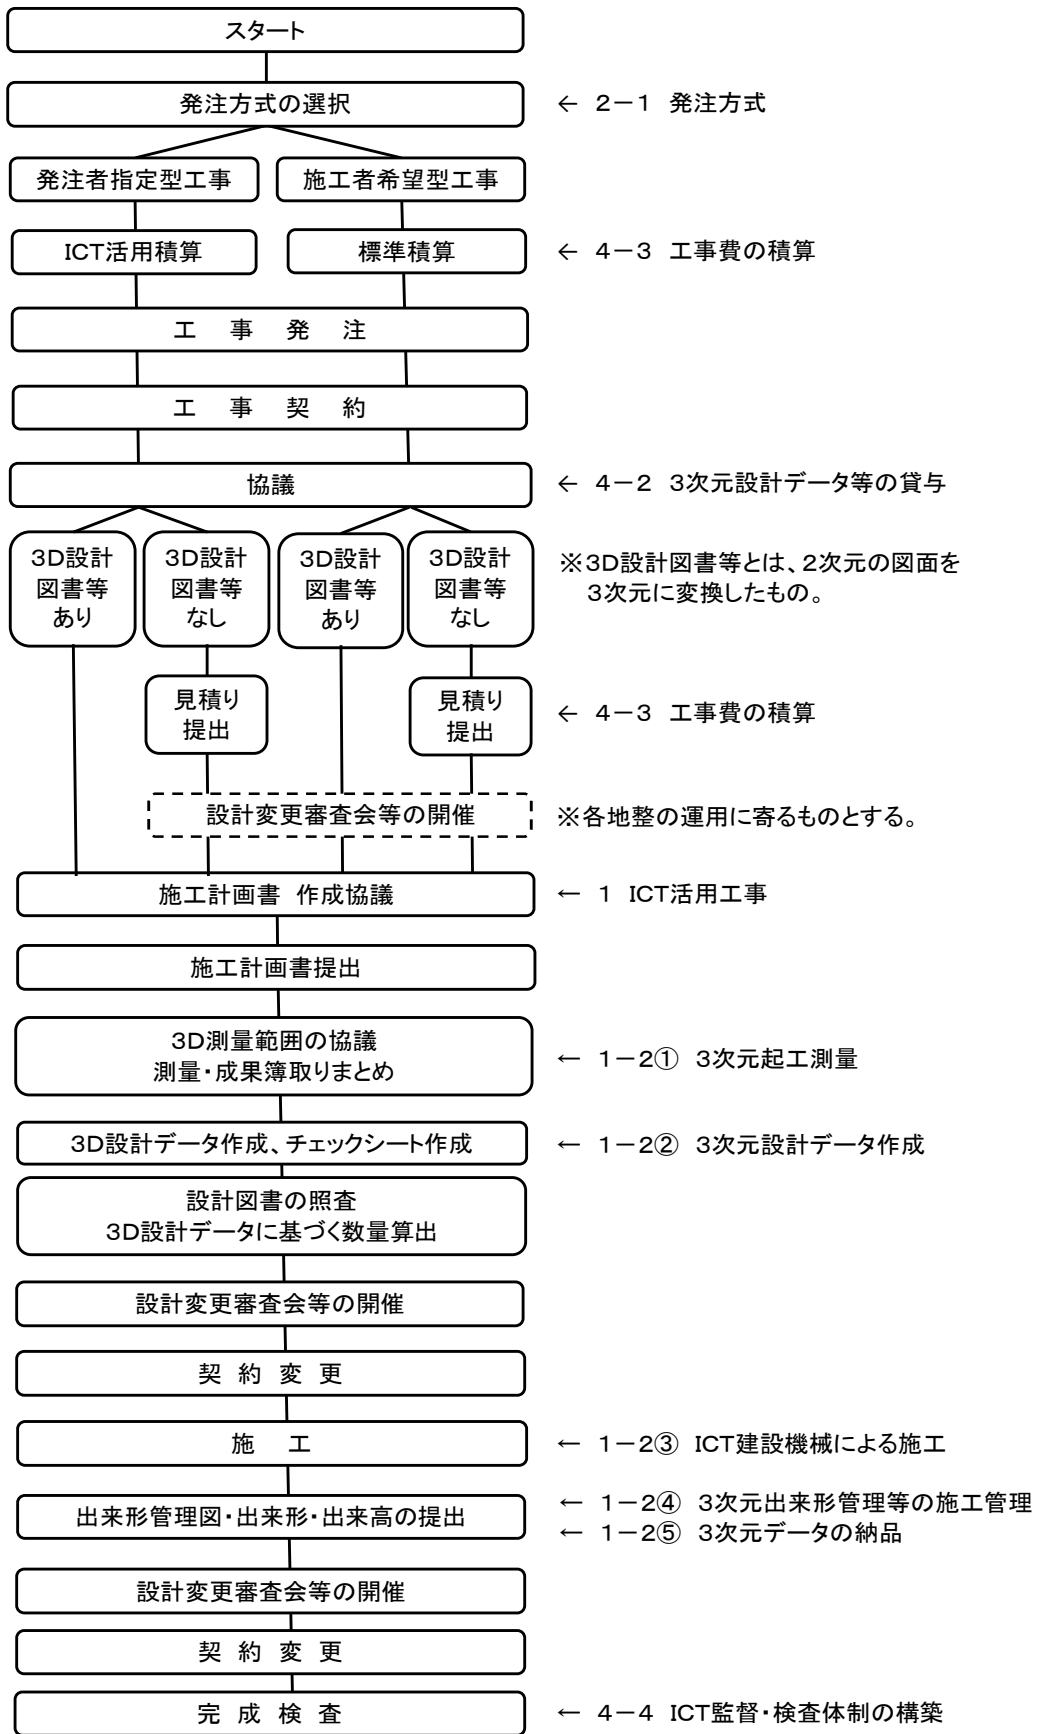 スタート
発注方式の選択
← 2－1 発注方式
発注者指定型工事
施工者希望型工事
ICT活用積算
標準積算
← 4－3 工事費の積算
工 事 発 注
工 事 契 約
協議
← 4－2 3次元設計データ等の貸与
3D設計
図書等
あり
3D設計
図書等
なし
3D設計
図書等
あり
3D設計
図書等
なし
※3D設計図書等とは、2次元の図面を
3次元に変換したもの。
見積り
提出
見積り
提出
← 4－3 工事費の積算
設計変更審査会等の開催
※各地整の運用に寄るものとする。
施工計画書 作成協議
← 1 ICT活用工事
施工計画書提出
3D測量範囲の協議
測量・成果簿取りまとめ
← 1－2① 3次元起工測量
3D設計データ作成、チェックシート作成
← 1－2② 3次元設計データ作成
設計図書の照査
3D設計データに基づく数量算出
設計変更審査会等の開催
契 約 変 更
施 工
← 1－2③ ICT建設機械による施工
出来形管理図・出来形・出来高の提出
← 1－2④ 3次元出来形管理等の施工管理
← 1－2⑤ 3次元データの納品
設計変更審査会等の開催
契 約 変 更
完 成 検 査
← 4－4 ICT監督・検査体制の構築